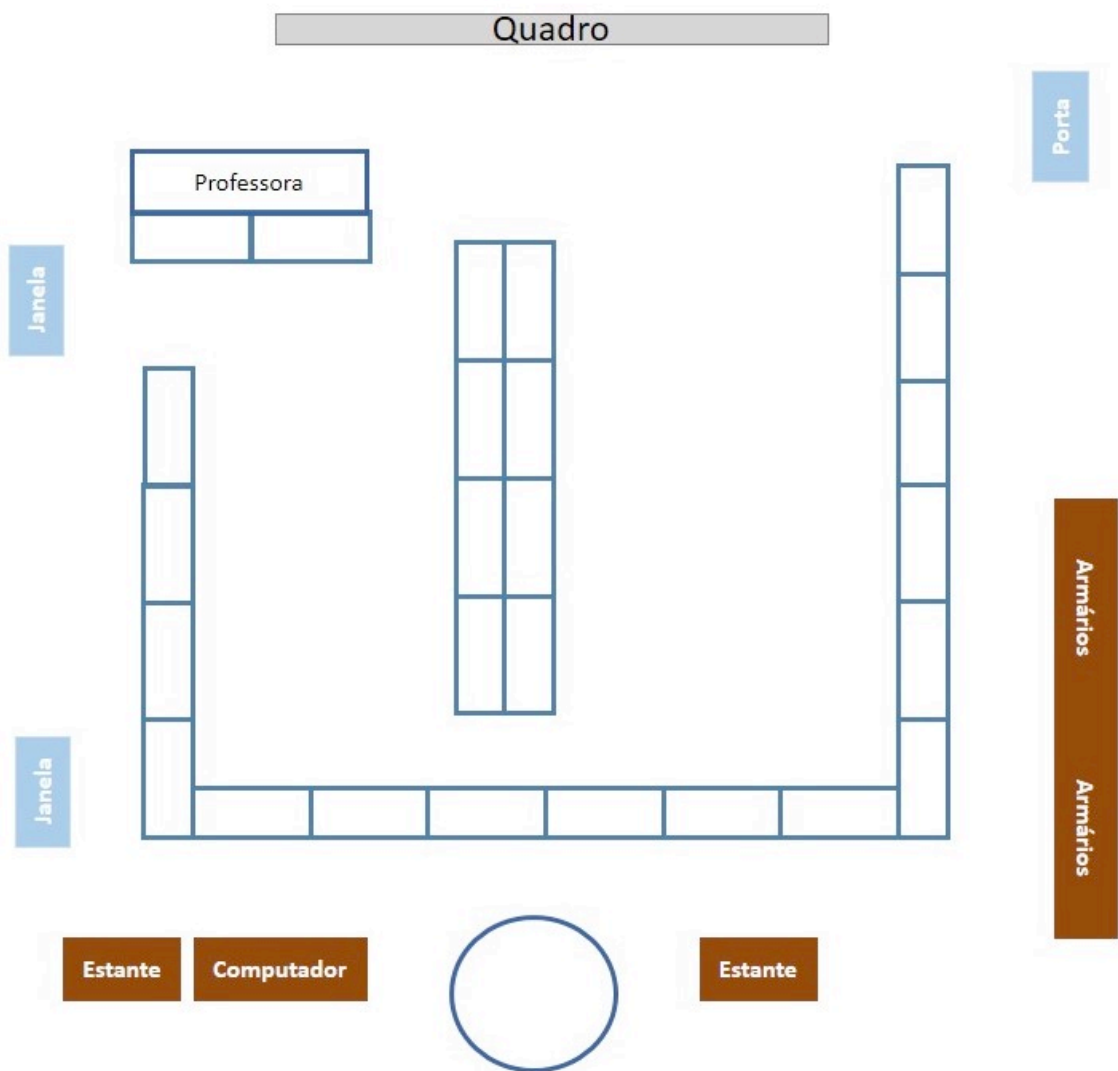 Quadro
Porta
Professora
Janela
Armários
Janela
Armários
Estante
Computador
Estante